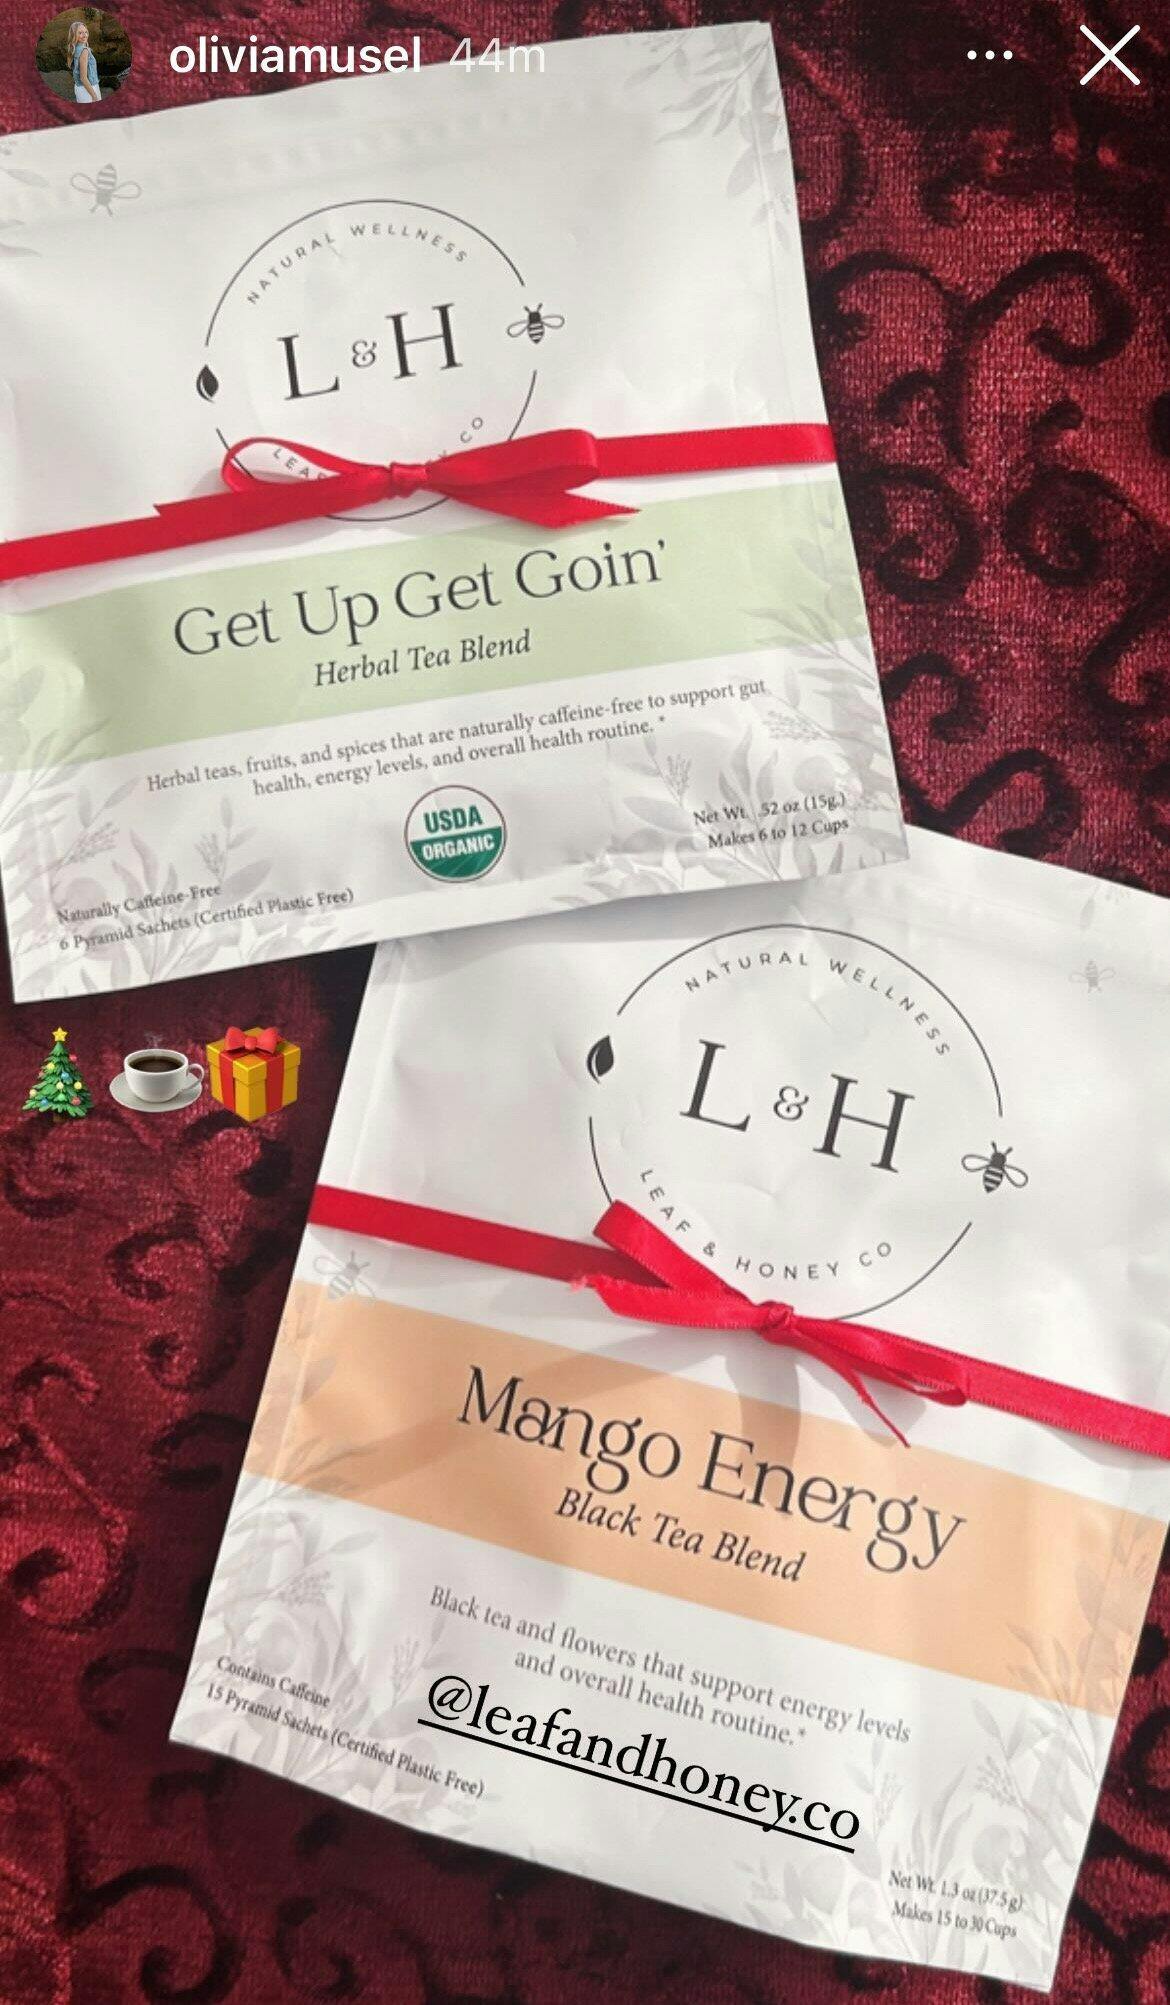 oliviamusel 44m
NATURAL WELLNESS
L & H
LEAF
CO
Get Up Get Goin'
Herbal Tea Blend
Herbal teas, fruits, and spices that are naturally caffeine-free to support gut
health, energy levels, and overall health routine.*
USDA
ORGANIC
Net Wt. .52 oz (15g.)
Makes 6 to 12 Cups
Naturally Caffeine-Free
6 Pyramid Sachets (Certified Plastic Free)
NATURAL WELLNESS
L & H
LEAF & HONEY CO
Mango Energy
Black Tea Blend
Black tea and flowers that support energy levels
and overall health routine.*
@leafandhoney.co
Contains Caffeine
15 Pyramid Sachets (Certified Plastic Free)
Net Wt. 1.3 oz (37.5 g)
Makes 15 to 30 Cups